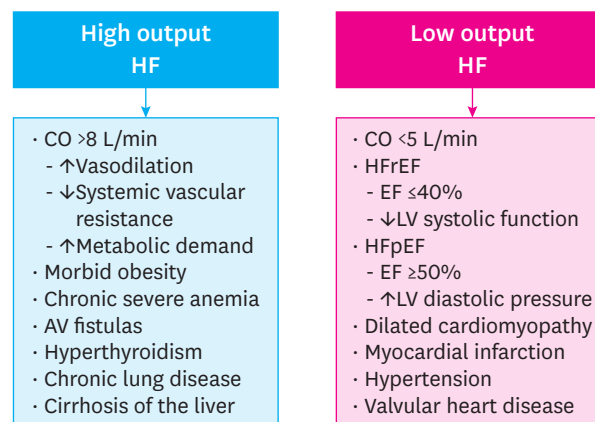 High output
HF
· CO >8 L/min
- ↑Vasodilation
- ↓Systemic vascular
resistance
- ↑Metabolic demand
· Morbid obesity
· Chronic severe anemia
· AV fistulas
· Hyperthyroidism
· Chronic lung disease
· Cirrhosis of the liver
Low output
HF
· CO <5 L/min
· HFrEF
- EF ≤40%
- ↓LV systolic function
· HFpEF
- EF ≥50%
- ↑LV diastolic pressure
· Dilated cardiomyopathy
· Myocardial infarction
· Hypertension
· Valvular heart disease